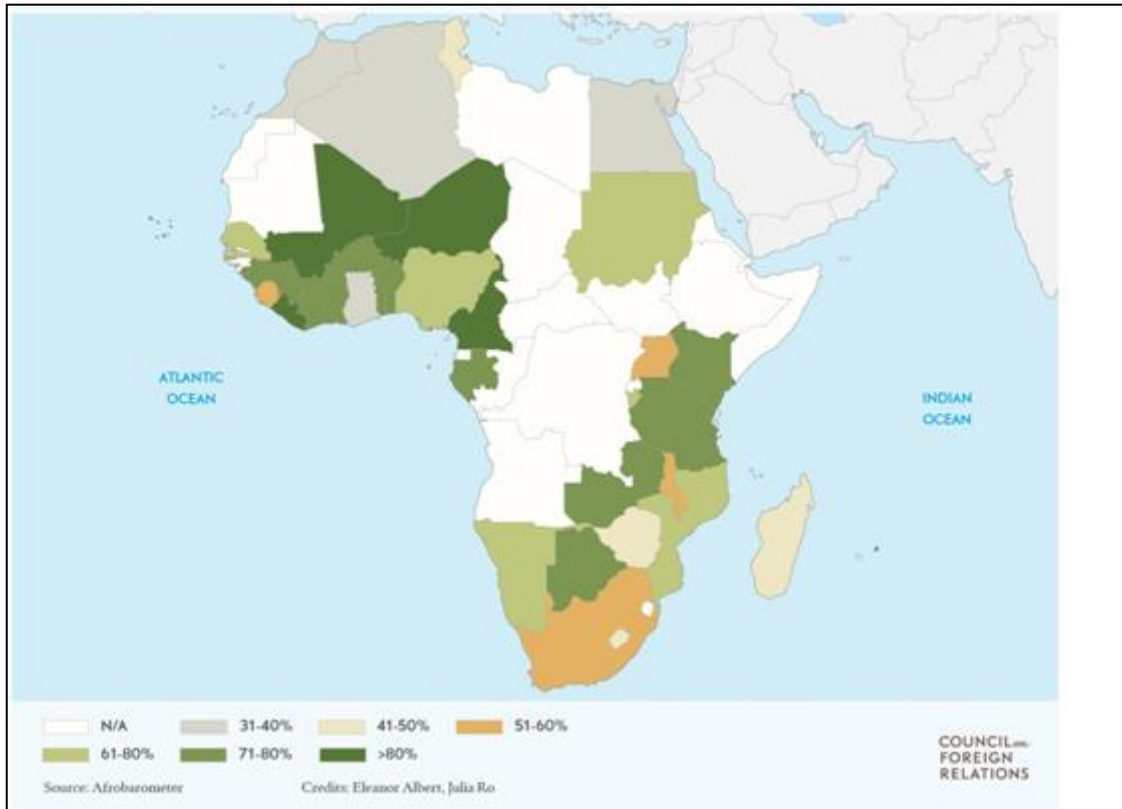 ATLANTIC
OCEAN
INDIAN
OCEAN
N/A
31-40%
41-50%
51-60%
61-80%
71-80%
>80%
COUNCIL on
FOREIGN
RELATIONS
Source: Afrobarometer
Credits: Eleanor Albert, Julia Ro